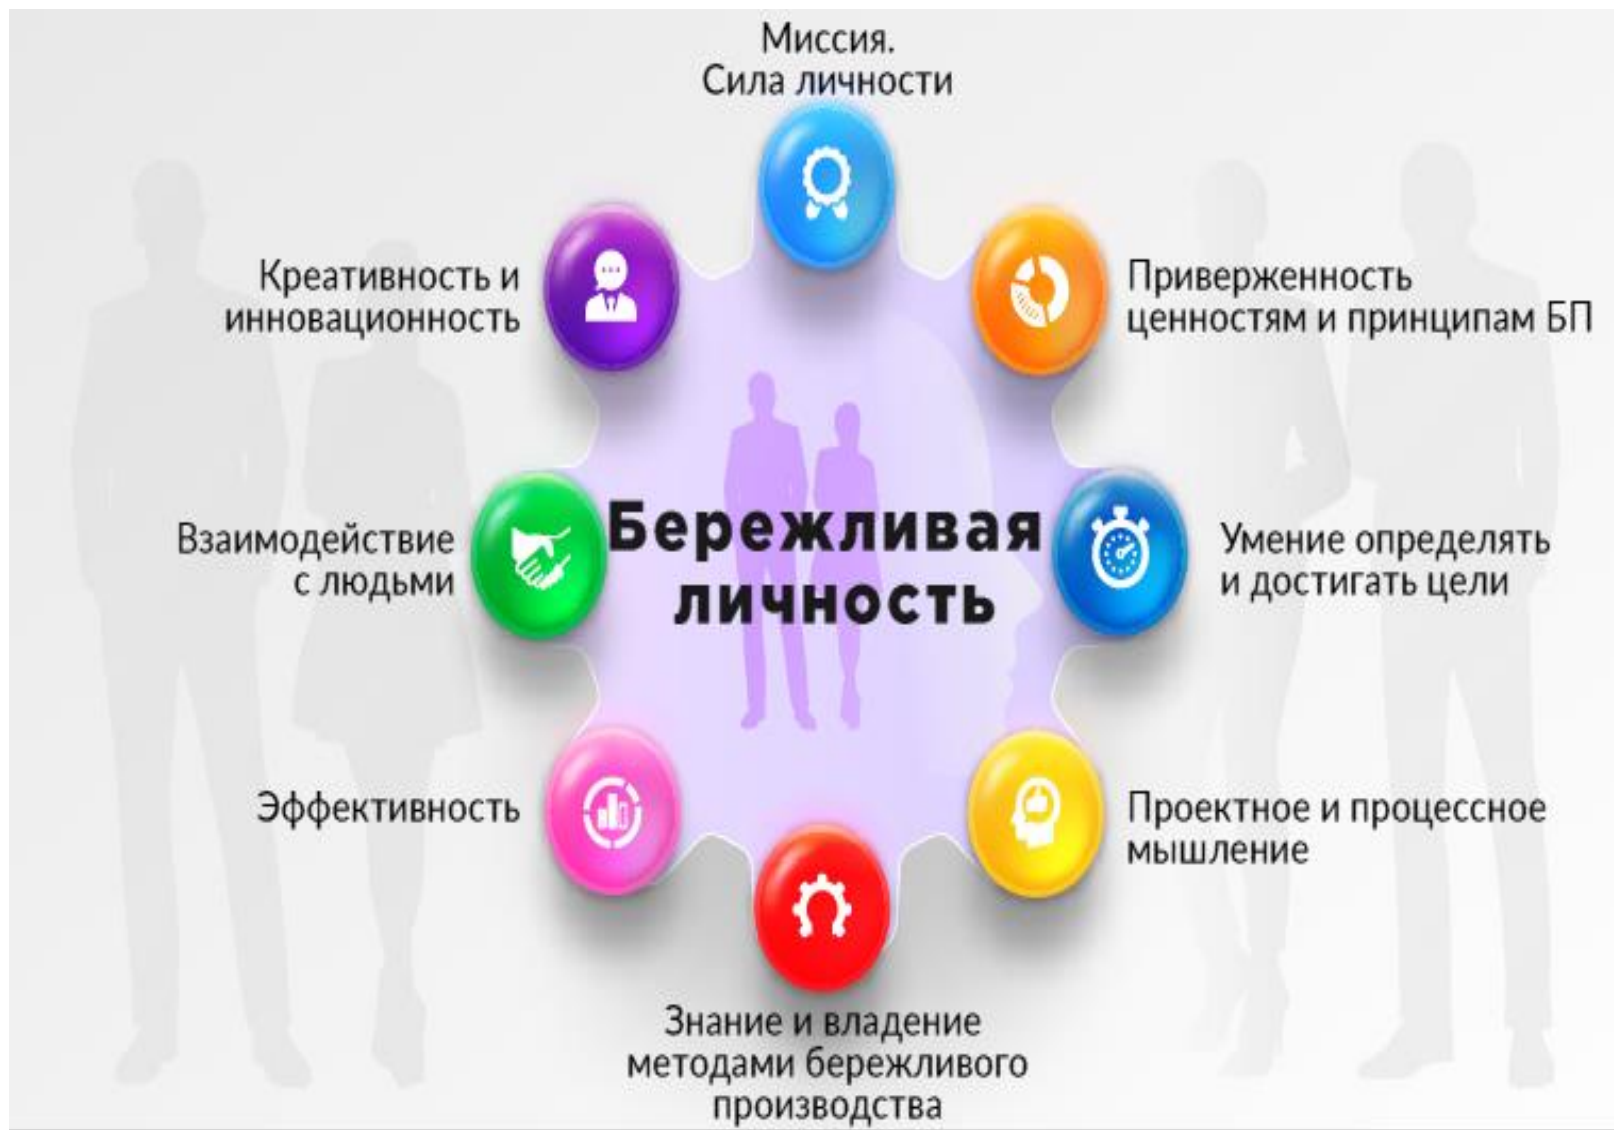 Миссия.
Сила личности
Креативность и
инновационность
Приверженность
ценностям и принципам БП
Взаимодействие
с людьми
Бережливая
личность
Умение определять
и достигать цели
Эффективность
Проектное и процессное
мышление
Знание и владение
методами бережливого
производства